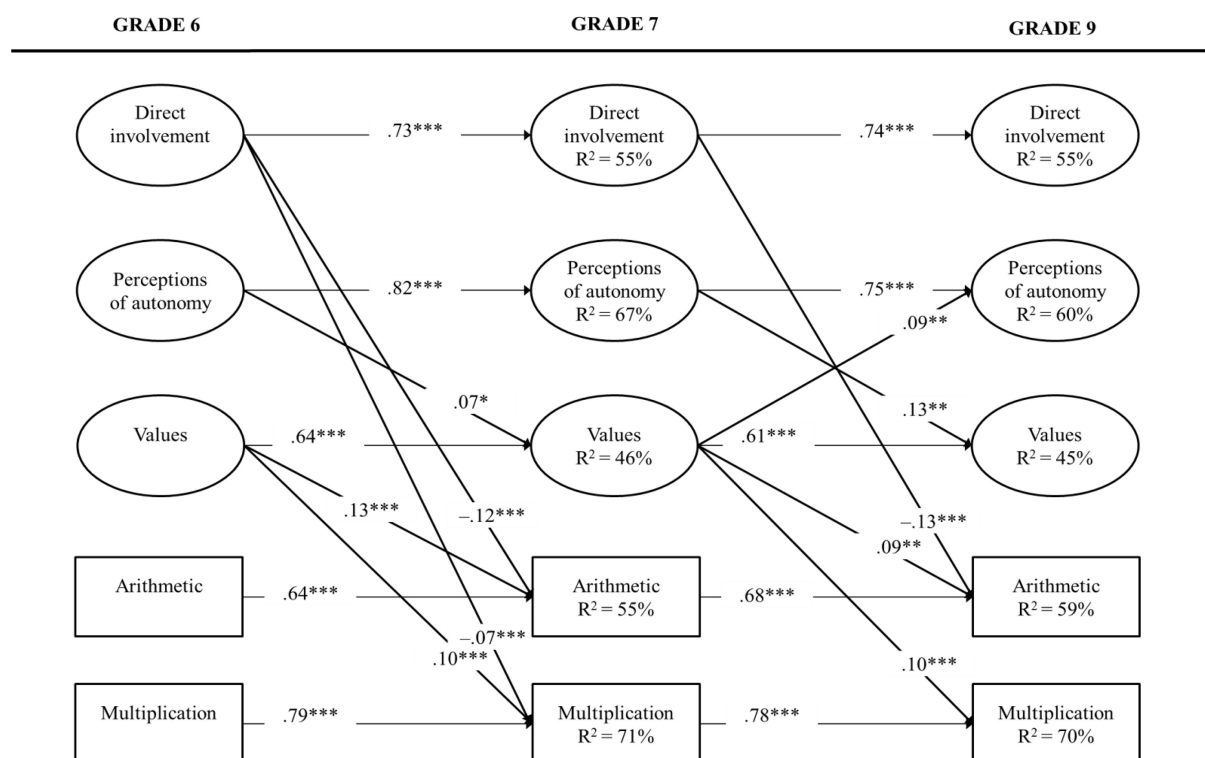 GRADE 6
GRADE 7
GRADE 9
Direct
involvement
.73***
Direct
involvement
R² = 55%
.74***
Direct
involvement
R² = 55%
Perceptions
of autonomy
.82***
Perceptions
of autonomy
R² = 67%
.75***
Perceptions
of autonomy
R² = 60%
.09**
.07*
.13**
Values
.64***
Values
R² = 46%
.61***
Values
R² = 45%
.13***
–.12***
–.13***
.09**
Arithmetic
.64***
Arithmetic
R² = 55%
.68***
Arithmetic
R² = 59%
–.07***
.10***
.10***
Multiplication
.79***
Multiplication
R² = 71%
.78***
Multiplication
R² = 70%